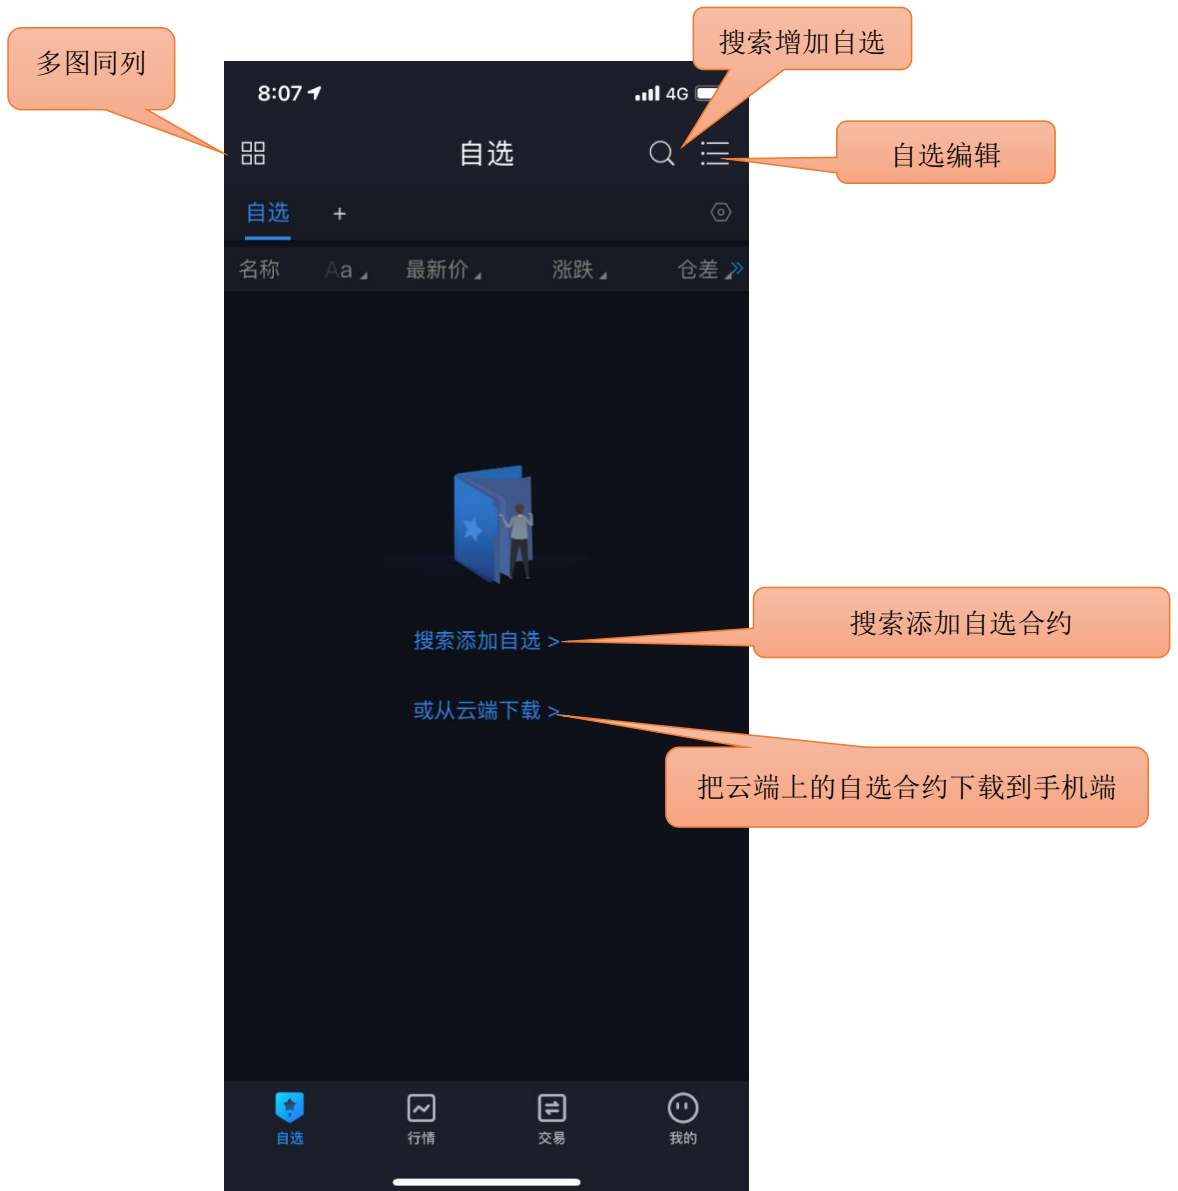 搜索增加自选
多图同列
8:07
4G
自选编辑
自选
自选 +
名称 Aa 最新价 涨跌 仓差
搜索添加自选 >
搜索添加自选合约
或从云端下载 >
把云端上的自选合约下载到手机端
自选 行情 交易 我的